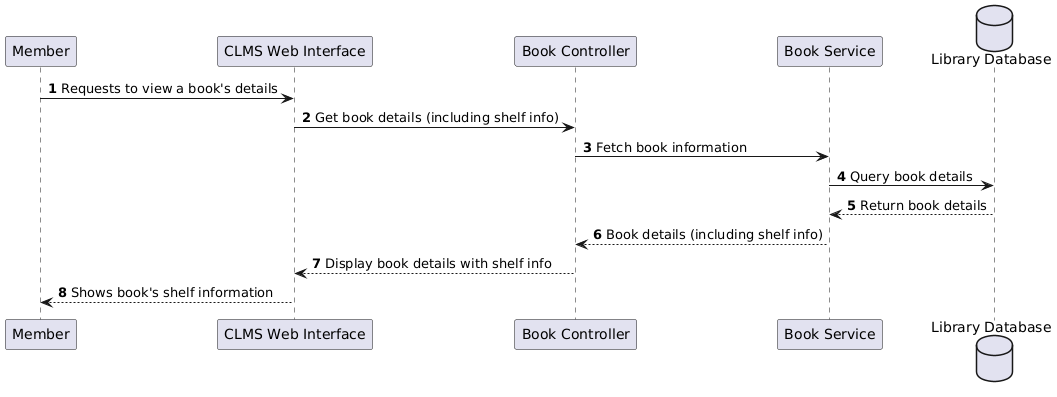 Member
CLMS Web Interface
Book Controller
Book Service
Library Database
1 Requests to view a book's details
2 Get book details (including shelf info)
3 Fetch book information
4 Query book details
5 Return book details
6 Book details (including shelf info)
7 Display book details with shelf info
8 Shows book's shelf information
Member
CLMS Web Interface
Book Controller
Book Service
Library Database